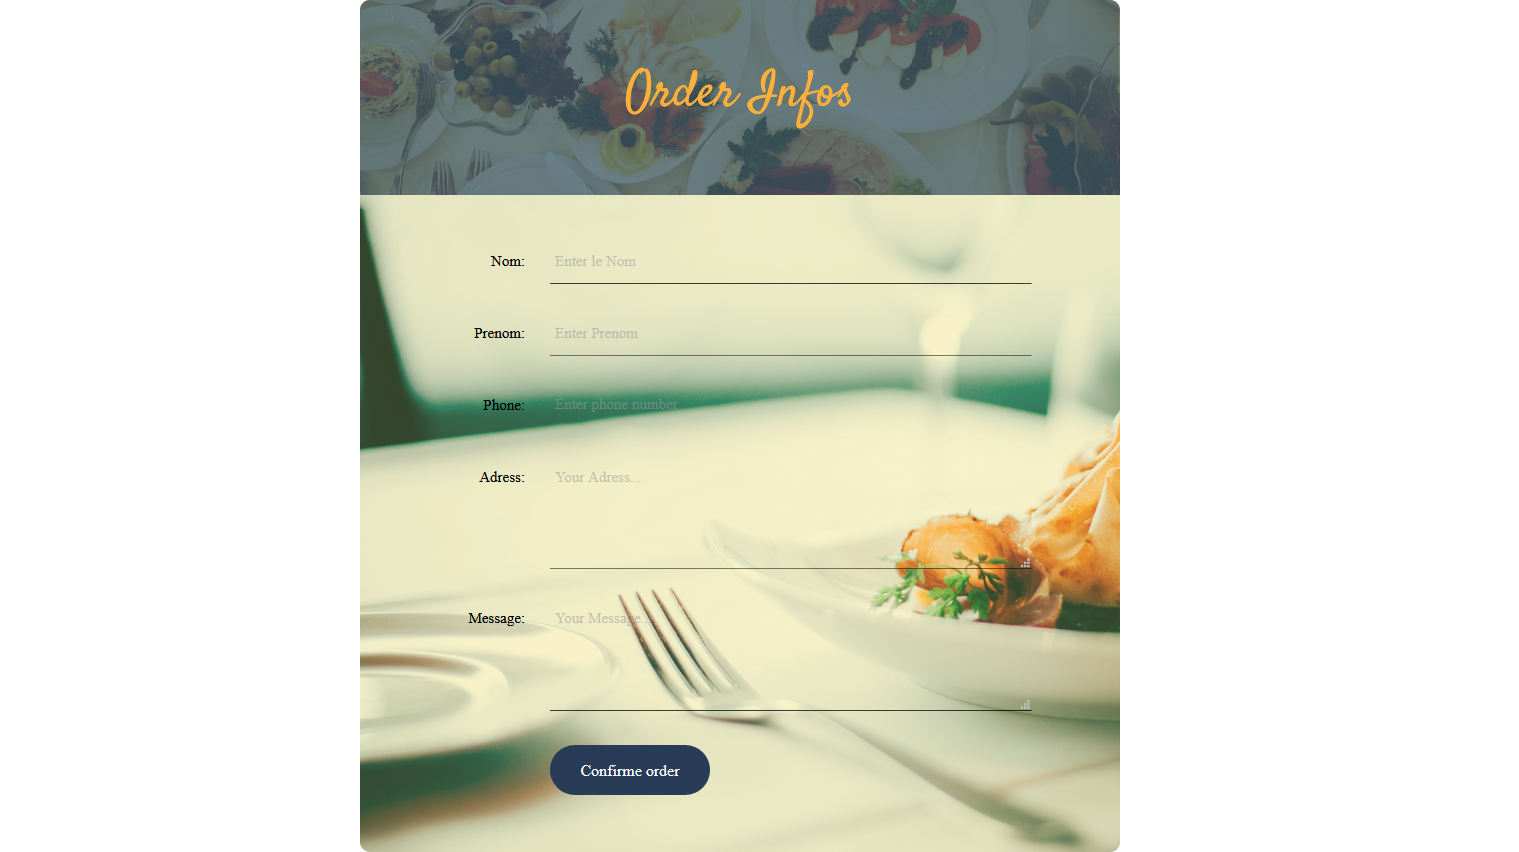 Order Infos
Nom: Enter le Nom
Prenom: Enter Prenom
Phone: Enter phone number
Adress: Your Adress...
Message: Your Message...
Confirme order